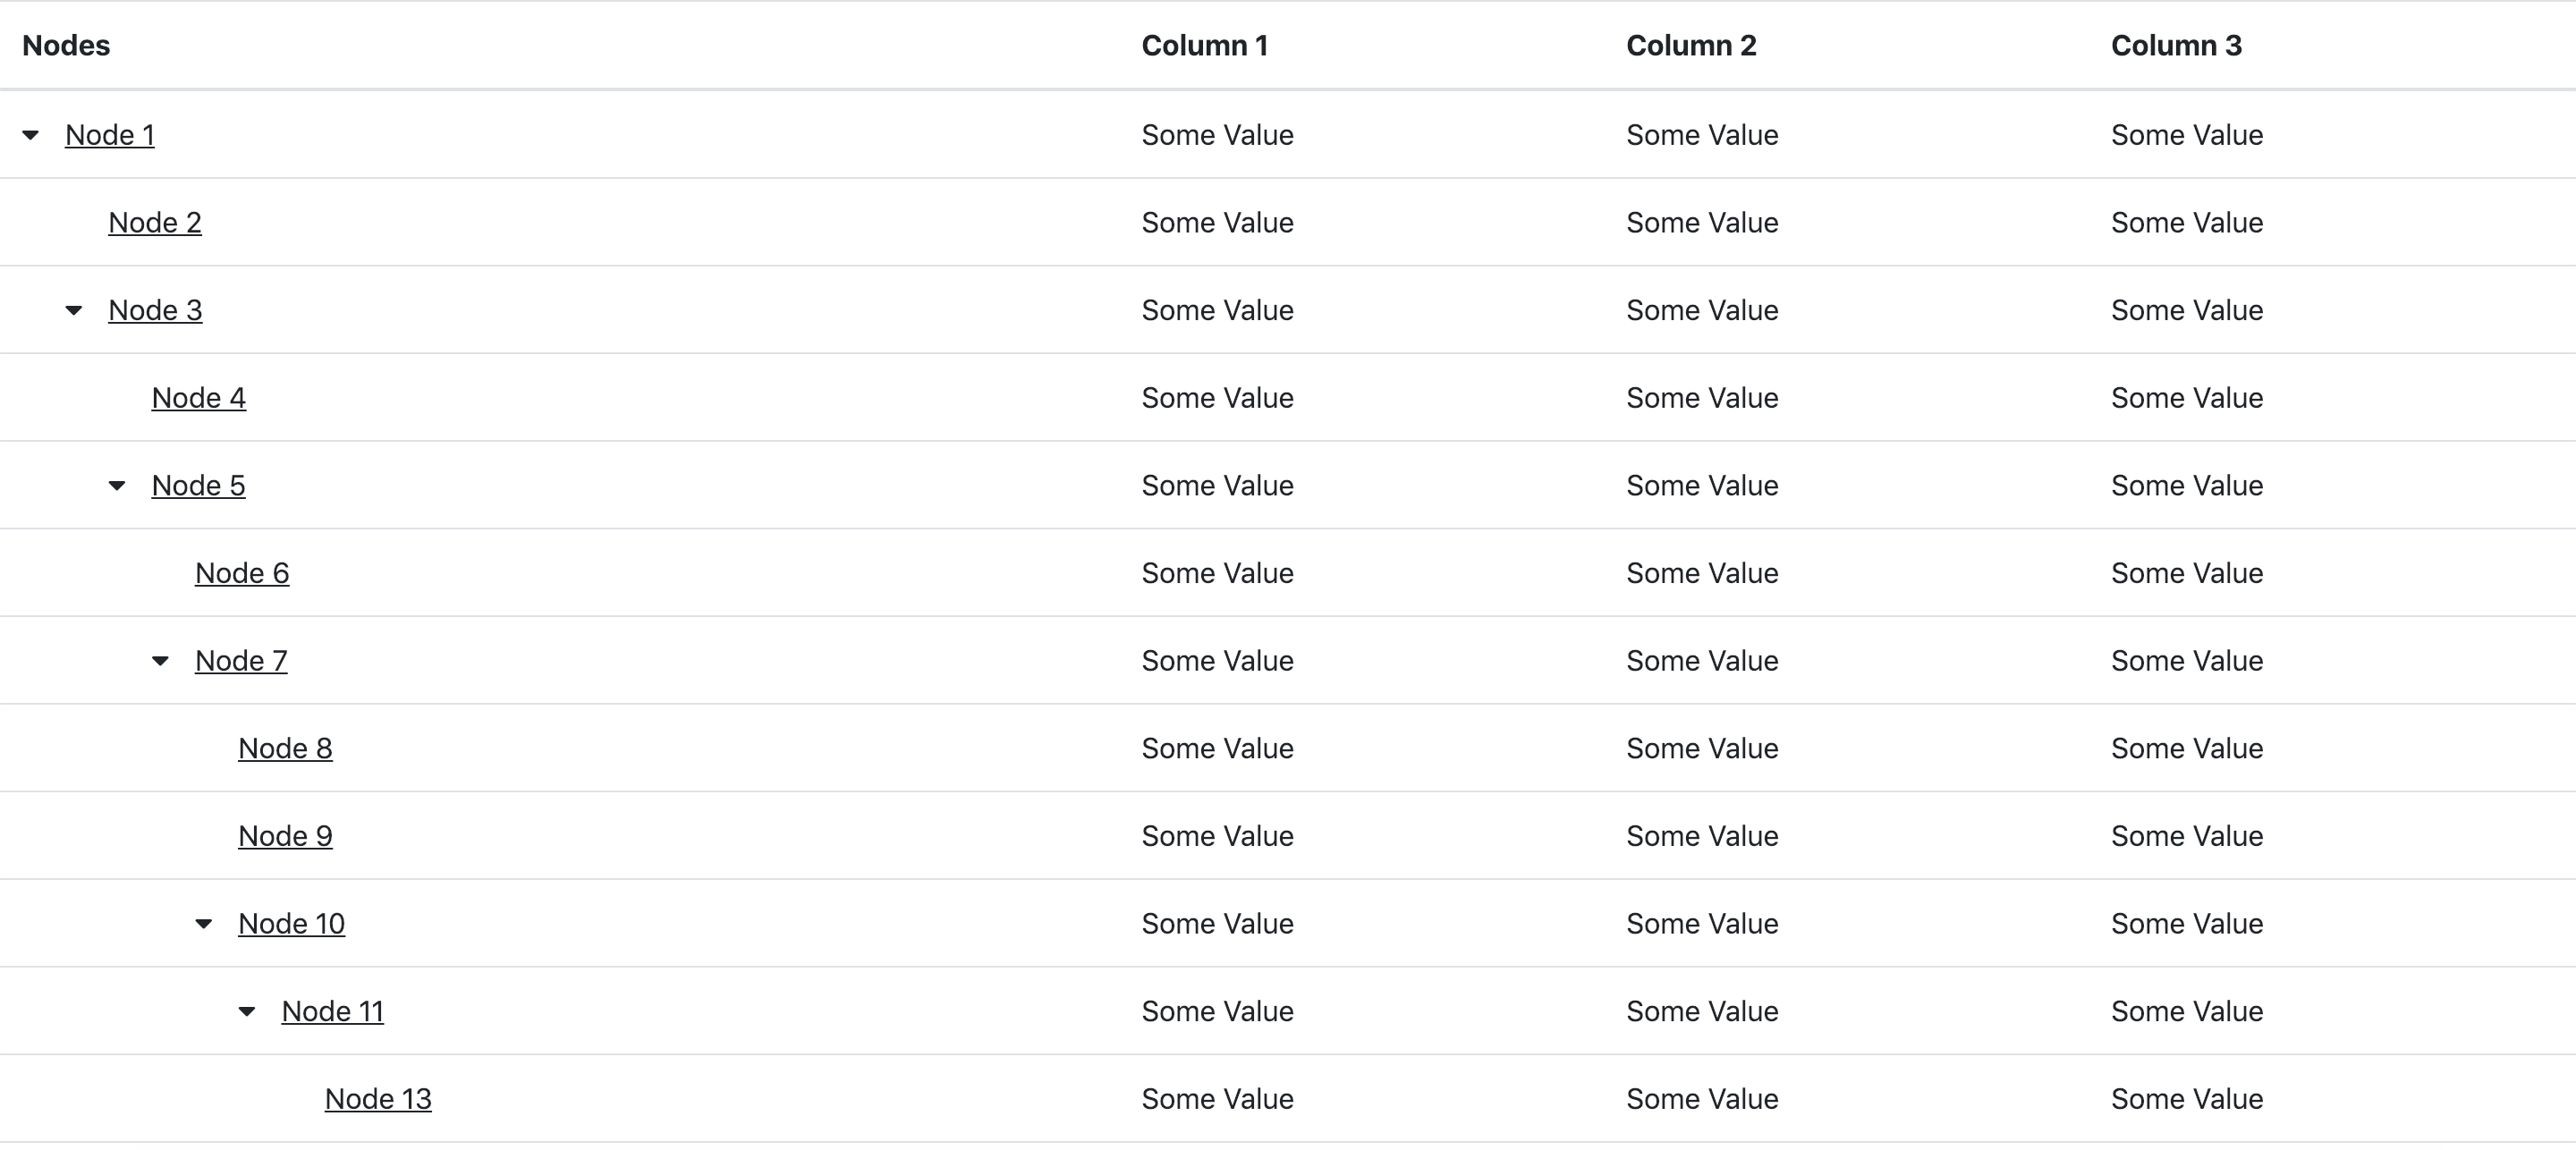 Nodes Column 1 Column 2 Column 3
Node 1 Some Value Some Value Some Value
Node 2 Some Value Some Value Some Value
Node 3 Some Value Some Value Some Value
Node 4 Some Value Some Value Some Value
Node 5 Some Value Some Value Some Value
Node 6 Some Value Some Value Some Value
Node 7 Some Value Some Value Some Value
Node 8 Some Value Some Value Some Value
Node 9 Some Value Some Value Some Value
Node 10 Some Value Some Value Some Value
Node 11 Some Value Some Value Some Value
Node 13 Some Value Some Value Some Value